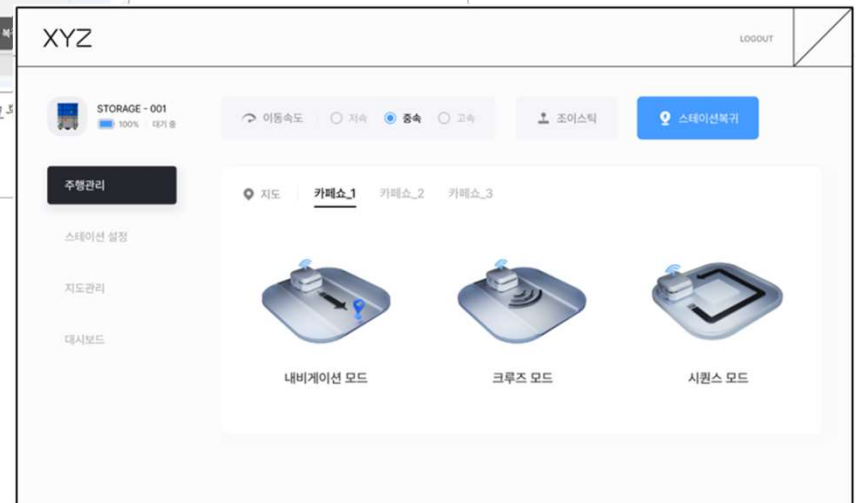 XYZ
LOGOUT
STORAGE - 001
100% 대기 중
이동속도 저속 중속 고속
조이스틱
스테이션복귀
주행관리
스테이션 설정
지도관리
대시보드
지도 카페쇼_1 카페쇼_2 카페쇼_3
내비게이션 모드
크루즈 모드
시퀀스 모드